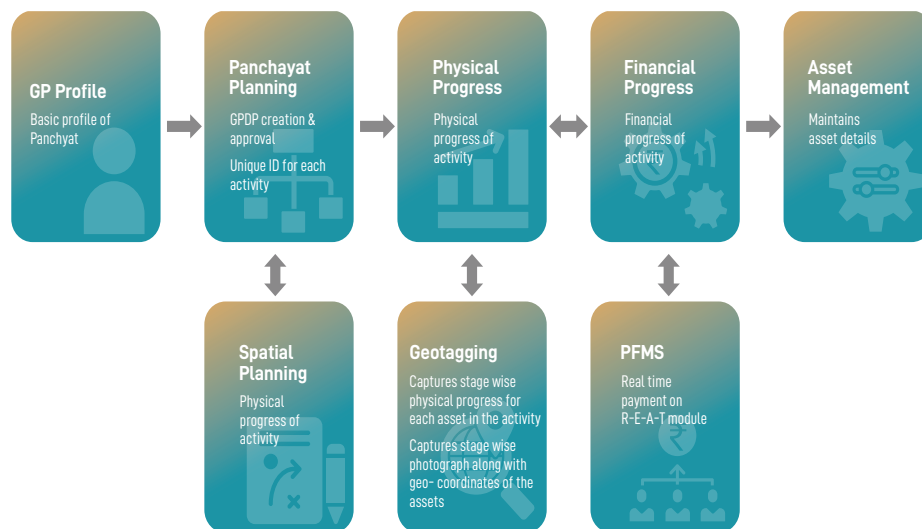 GP Profile
Basic profile of
Panchyat
Panchayat
Planning
GPDP creation &
approval
Unique ID for each
activity
Physical
Progress
Physical
progress of
activity
Financial
Progress
Financial
progress of
activity
Asset
Management
Maintains
asset details
Spatial
Planning
Physical
progress of
activity
Geotagging
Captures stage wise
physical progress for
each asset in the activity
Captures stage wise
photograph along with
geo- coordinates of the
assets
PFMS
Real time
payment on
R-E-A-T module
₹
₹